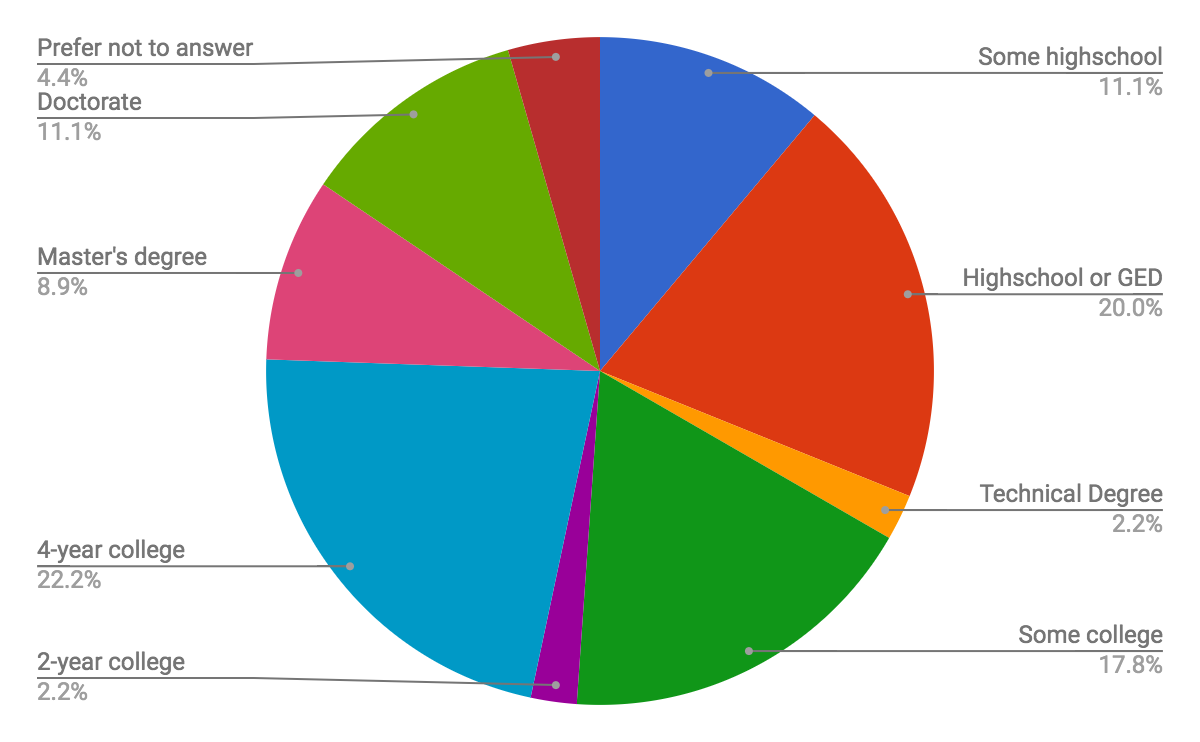 Prefer not to answer
4.4%
Doctorate
11.1%
Master's degree
8.9%
4-year college
22.2%
2-year college
2.2%
Some highschool
11.1%
Highschool or GED
20.0%
Technical Degree
2.2%
Some college
17.8%